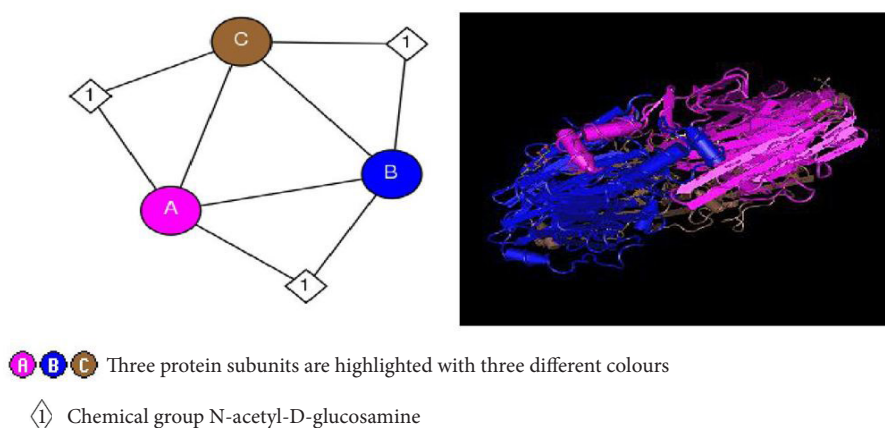 C
1
1
B
A
1
A B C Three protein subunits are highlighted with three different colours
1 Chemical group N-acetyl-D-glucosamine